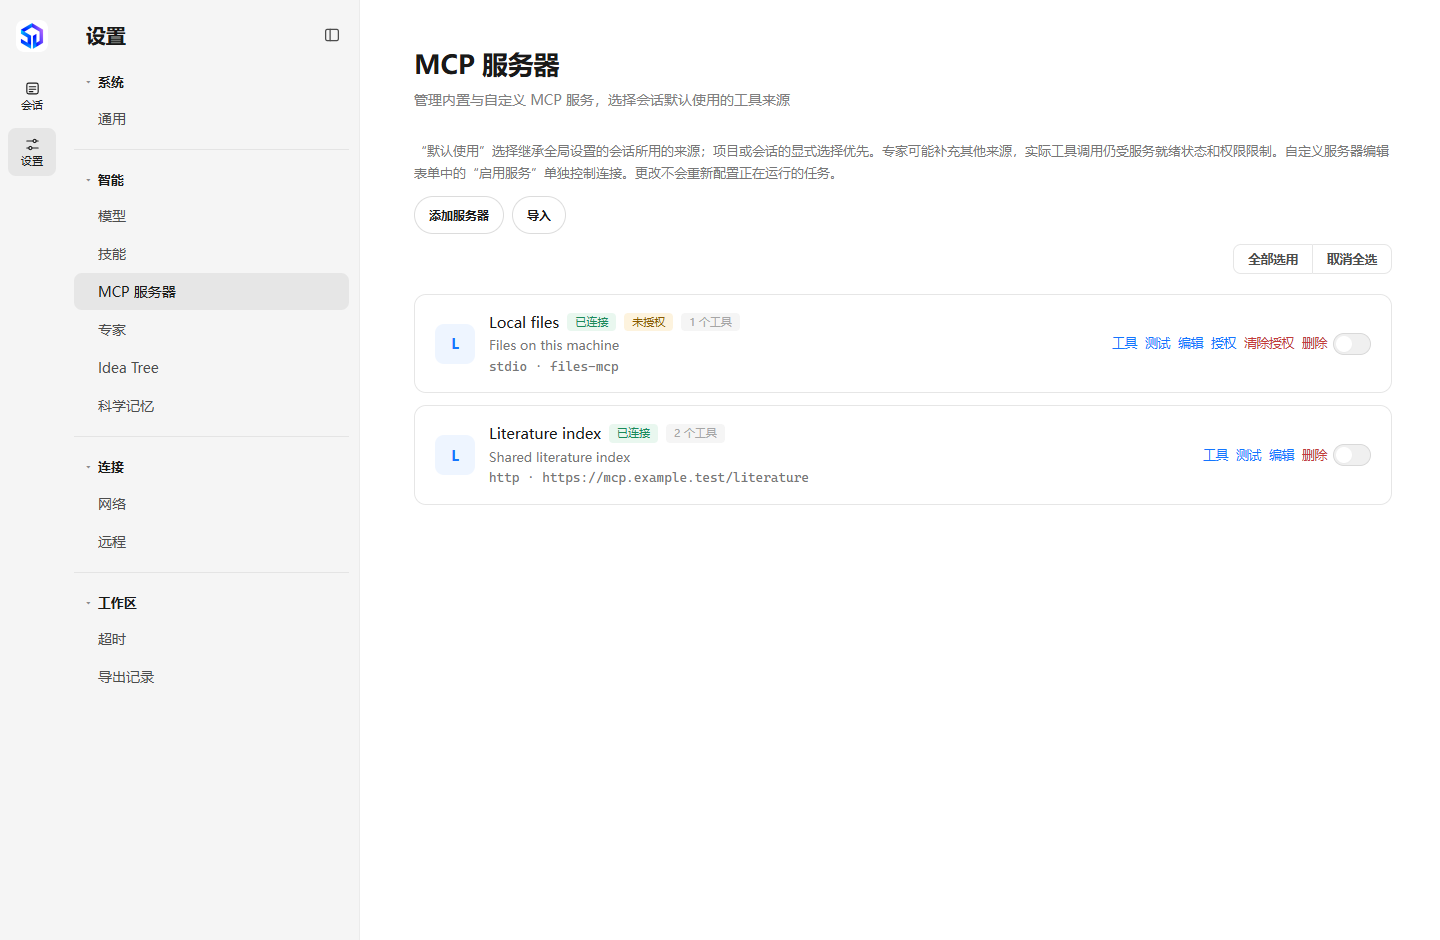 设置
会话
设置
系统
通用
智能
模型
技能
MCP 服务器
专家
Idea Tree
科学记忆
连接
网络
远程
工作区
超时
导出记录
MCP 服务器
管理内置与自定义 MCP 服务，选择会话默认使用的工具来源
“默认使用”选择继承全局设置的会话所用的来源；项目或会话的显式选择优先。专家可能补充其他来源，实际工具调用仍受服务就绪状态和权限限制。自定义服务器编辑
表单中的“启用服务”单独控制连接。更改不会重新配置正在运行的任务。
添加服务器 导入
全部选用 取消全选
L
Local files 已连接 未授权 1 个工具
Files on this machine
stdio · files-mcp
工具 测试 编辑 授权 清除授权 删除
L
Literature index 已连接 2 个工具
Shared literature index
http · https://mcp.example.test/literature
工具 测试 编辑 删除